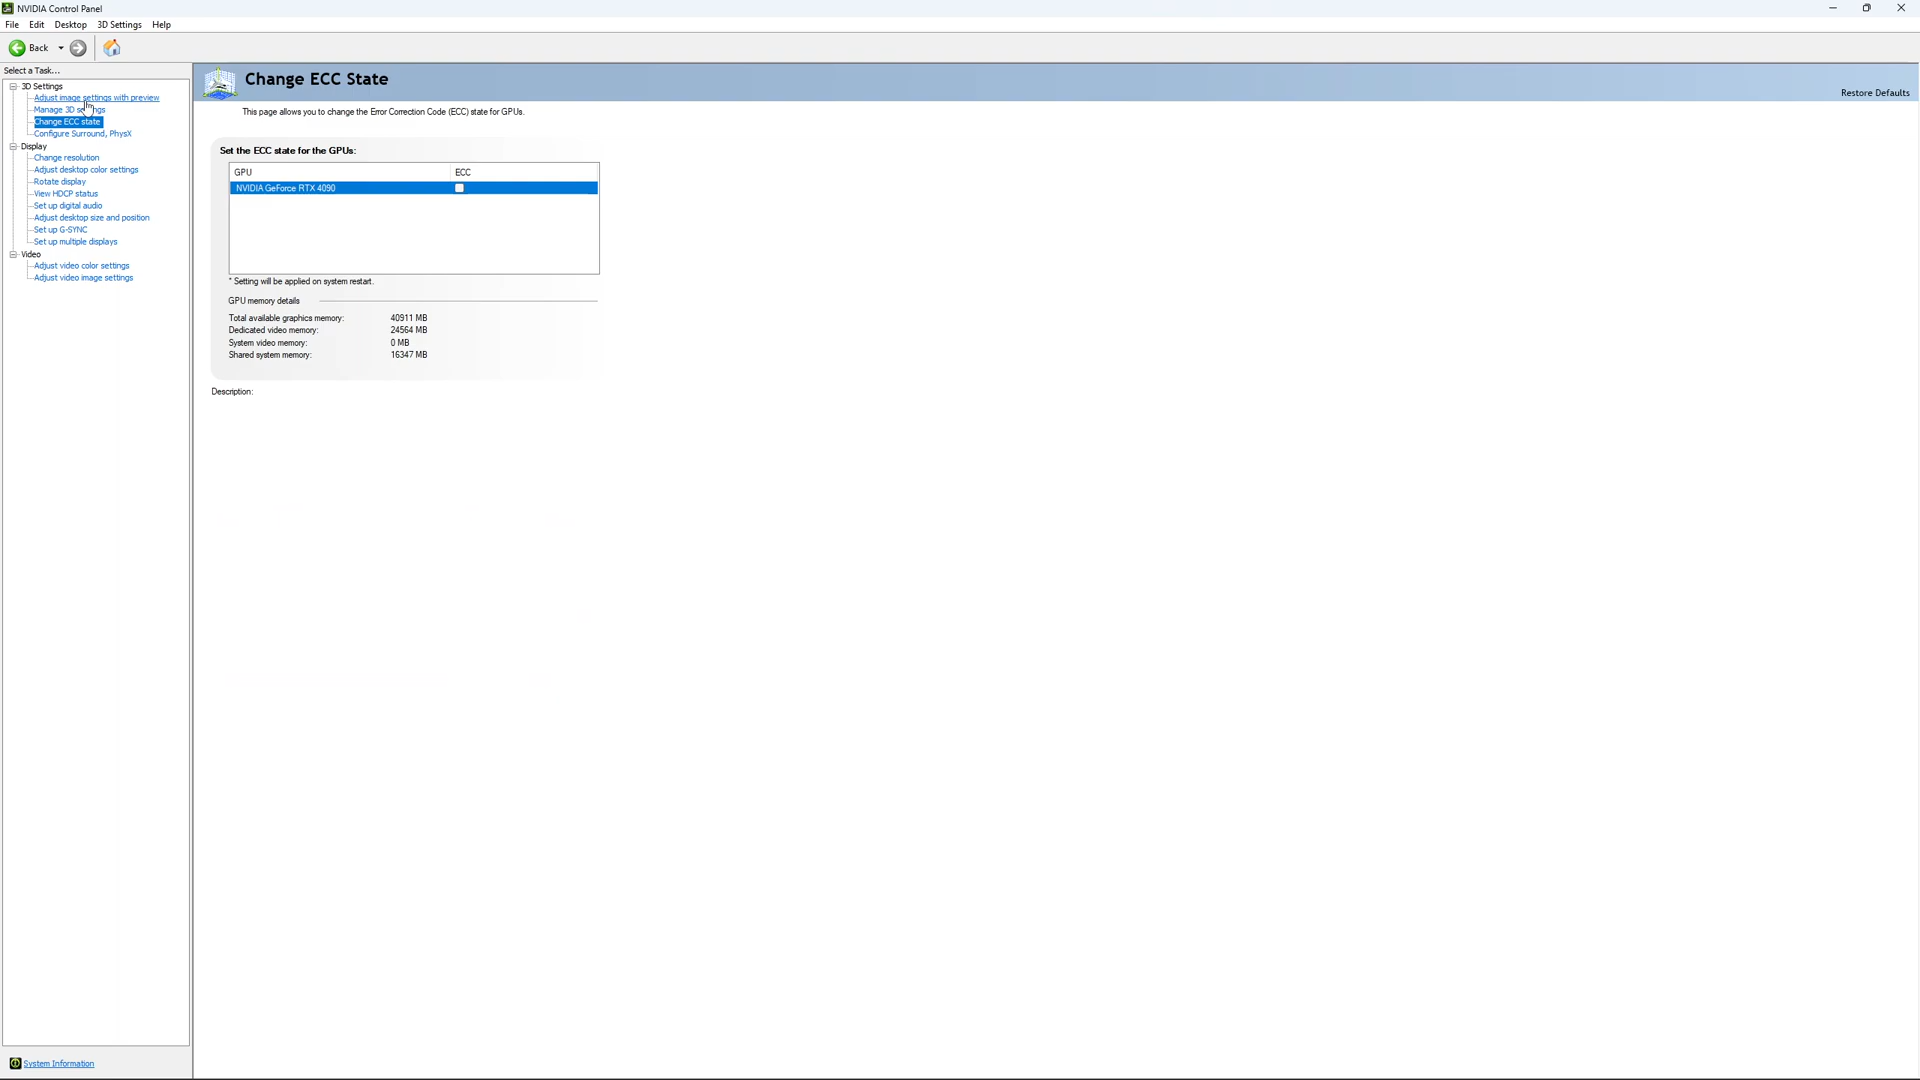 NVIDIA Control Panel
File Edit Desktop 3D Settings Help
Back
Select a Task...
3D Settings
Adjust image settings with preview
Manage 3D settings
Change ECC state
Configure Surround, PhysX
Display
Change resolution
Adjust desktop color settings
Rotate display
View HDCP status
Set up digital audio
Adjust desktop size and position
Set up G-SYNC
Set up multiple displays
Video
Adjust video color settings
Adjust video image settings
System Information
Change ECC State
Restore Defaults
This page allows you to change the Error Correction Code (ECC) state for GPUs.
Set the ECC state for the GPUs:
GPU ECC
NVIDIA GeForce RTX 4090
* Setting will be applied on system restart.
GPU memory details
Total available graphics memory: 40911 MB
Dedicated video memory: 24564 MB
System video memory: 0 MB
Shared system memory: 16347 MB
Description: